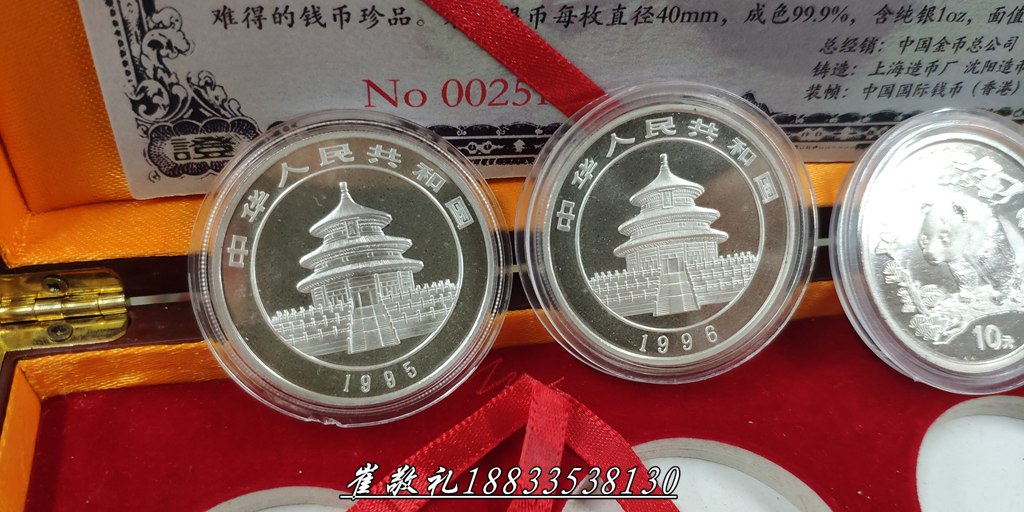 难得的钱币珍品。
币每枚直径40mm，成色99.9%，含纯银1oz，面值
总经销：中国金币总公司
铸造：上海造币厂 沈阳造币
装帧：中国国际钱币（香港）
No 00251
證
中华人民共和國
1995
中华人民共和國
1996
10元
崔敬礼18833538130